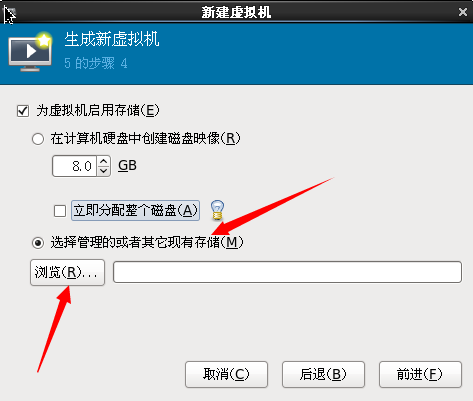 新建虚拟机
生成新虚拟机
5 的步骤 4
为虚拟机启用存储(E)
在计算机硬盘中创建磁盘映像(R)
8.0 GB
立即分配整个磁盘(A)
选择管理的或者其它现有存储(M)
浏览(R)...
取消(C) 后退(B) 前进(F)